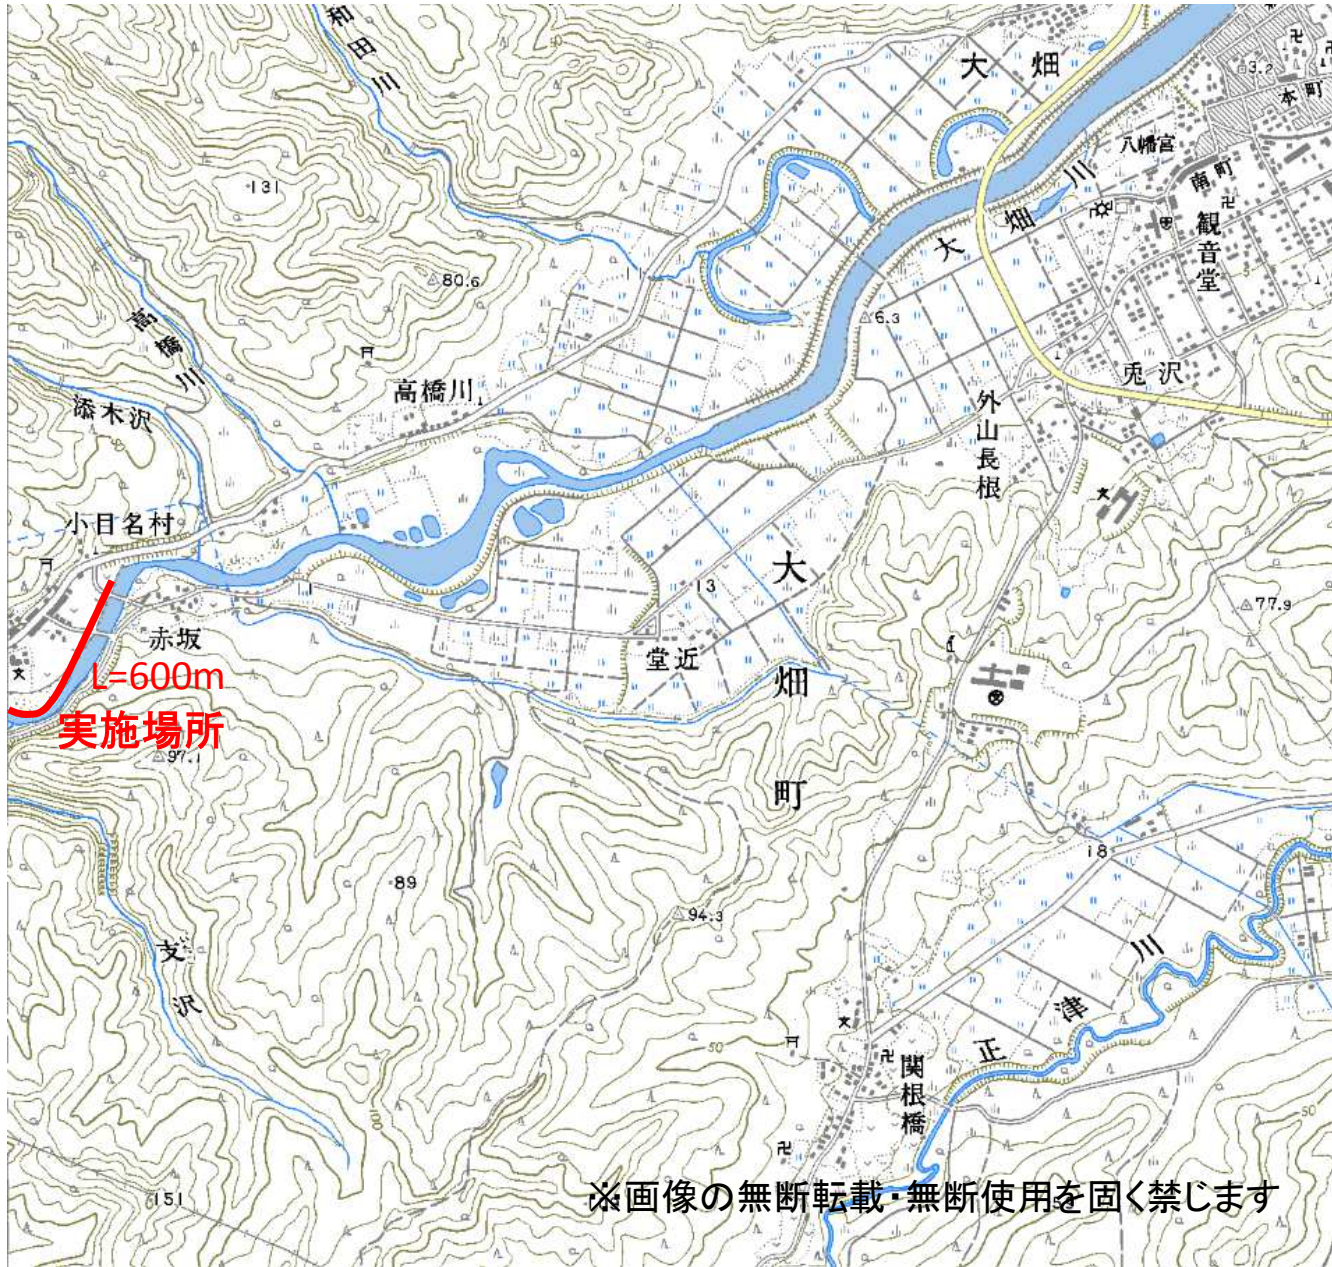 和田川
大畑
3.2
本町
八幡宮
南町
観音堂
大畑川
131
80.6
6.3
高橋川
高橋川
添木沢
兎沢
外山長根
小目名村
大畑町
13
77.9
赤坂
堂近
L=600m
実施場所
97.1
89
94.3
18
支沢
正津川
50
100
関根橋
50
151
※画像の無断転載・無断使用を固く禁じます